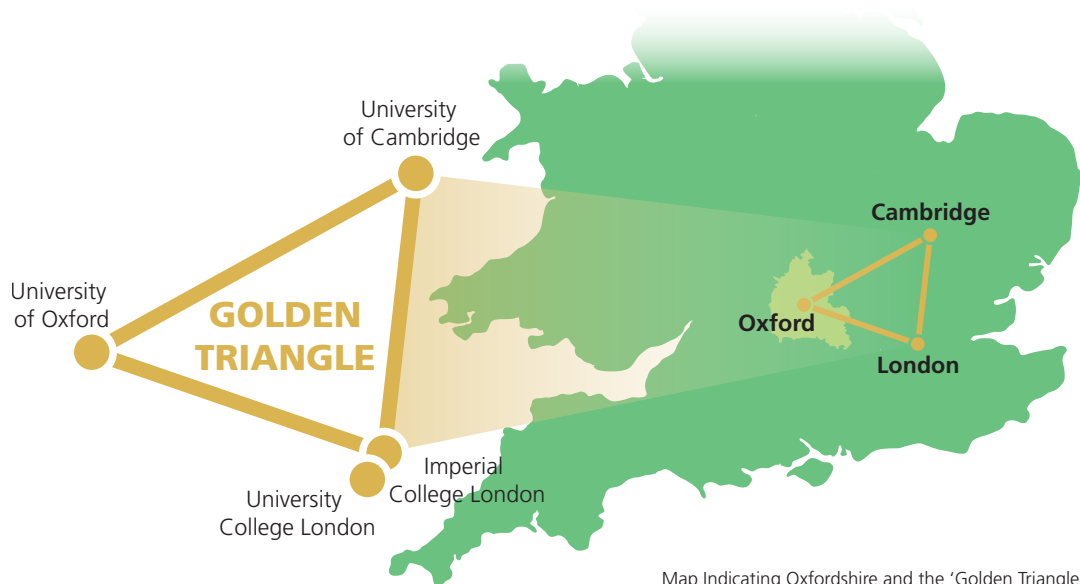 University
of Cambridge
University
of Oxford
GOLDEN
TRIANGLE
Imperial
College London
University
College London
Cambridge
Oxford
London
Map Indicating Oxfordshire and the ‘Golden Triangle